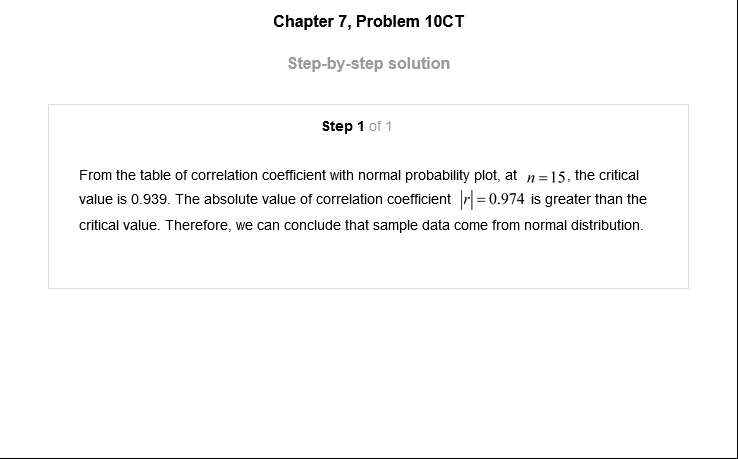 Chapter 7, Problem 10CT
Step-by-step solution
Step 1 of 1
From the table of correlation coefficient with normal probability plot, at n = 15, the critical
value is 0.939. The absolute value of correlation coefficient |r| = 0.974 is greater than the
critical value. Therefore, we can conclude that sample data come from normal distribution.